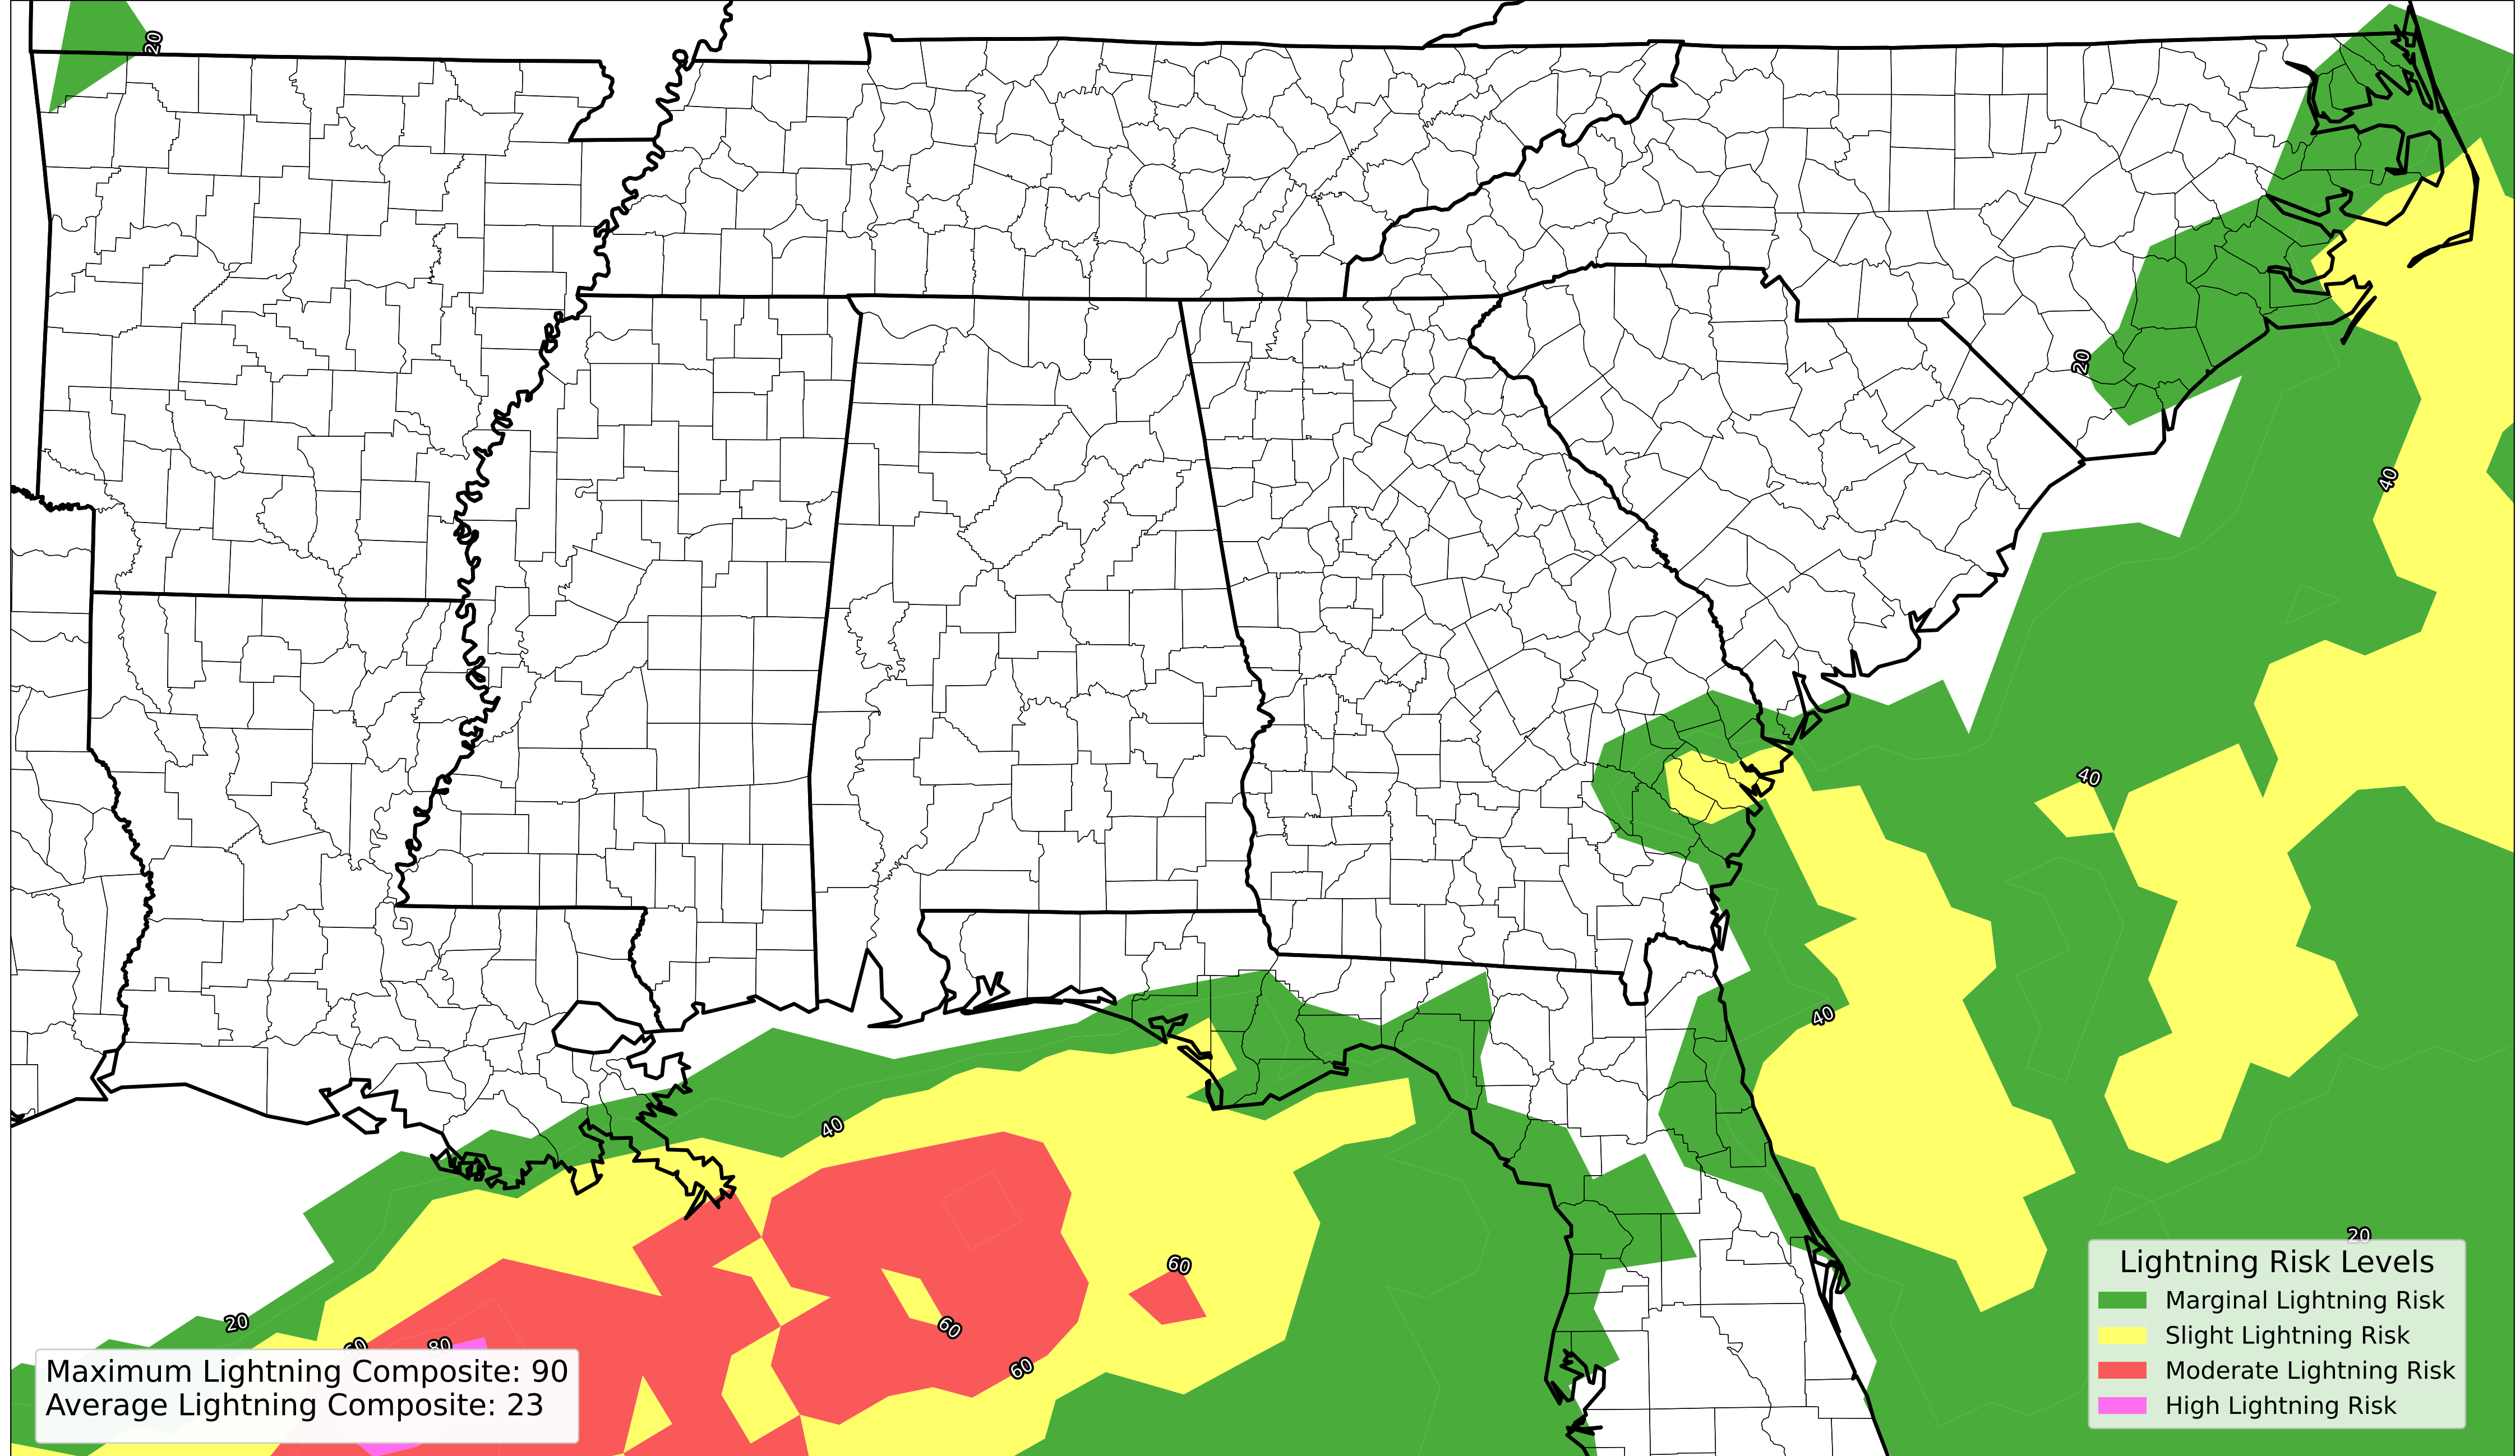 20
20
40
40
40
40
60
20
20
60
60
60
80
Lightning Risk Levels
Marginal Lightning Risk
Slight Lightning Risk
Moderate Lightning Risk
High Lightning Risk
Maximum Lightning Composite: 90
Average Lightning Composite: 23